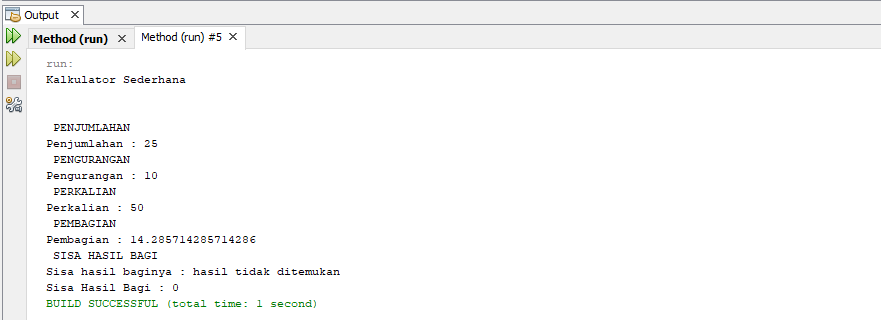 Output
Method (run)
Method (run) #5
run:
Kalkulator Sederhana
PENJUMLAHAN
Penjumlahan : 25
PENGURANGAN
Pengurangan : 10
PERKALIAN
Perkalian : 50
PEMBAGIAN
Pembagian : 14.285714285714286
SISA HASIL BAGI
Sisa hasil baginya : hasil tidak ditemukan
Sisa Hasil Bagi : 0
BUILD SUCCESSFUL (total time: 1 second)